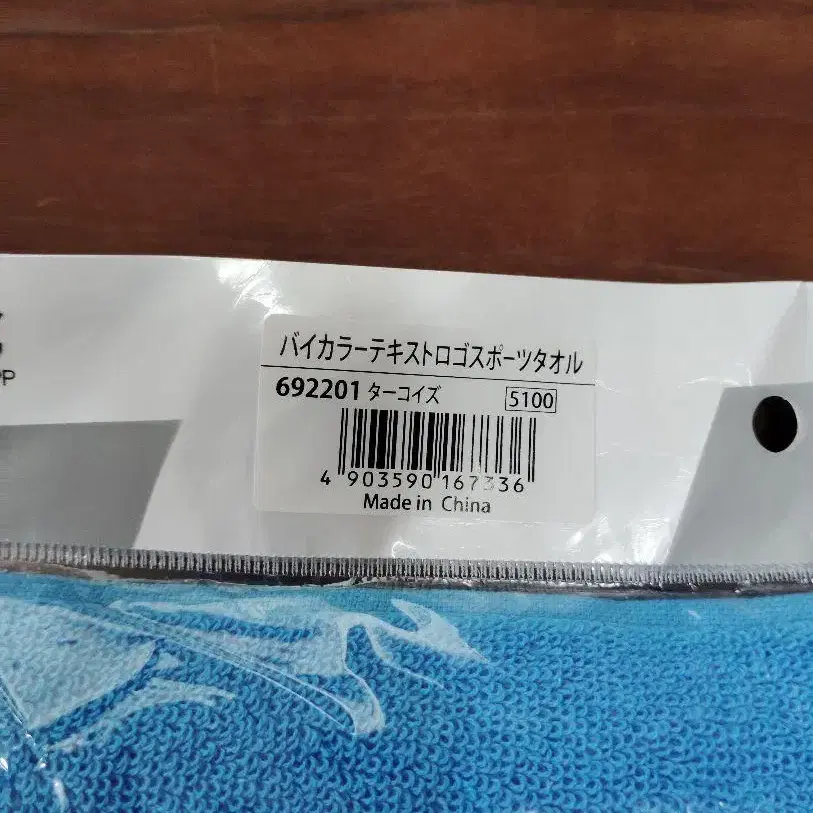 バイカラーテキストロゴスポーツタオル
692201 ターコイズ 5100
4 903590 167336
Made in China